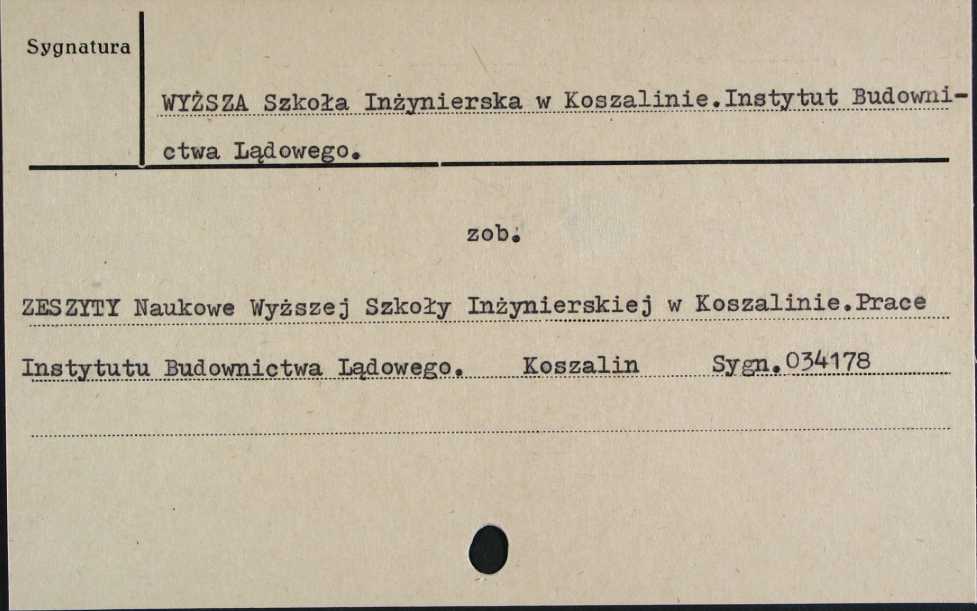 Sygnatura
WYŻSZA Szkoła Inżynierska w Koszalinie.Instytut Budowni-
ctwa Lądowego.
zob.
ZESZYTY Naukowe Wyższej Szkoły Inżynierskiej w Koszalinie.Prace
Instytutu Budownictwa Lądowego. Koszalin Sygn.034178